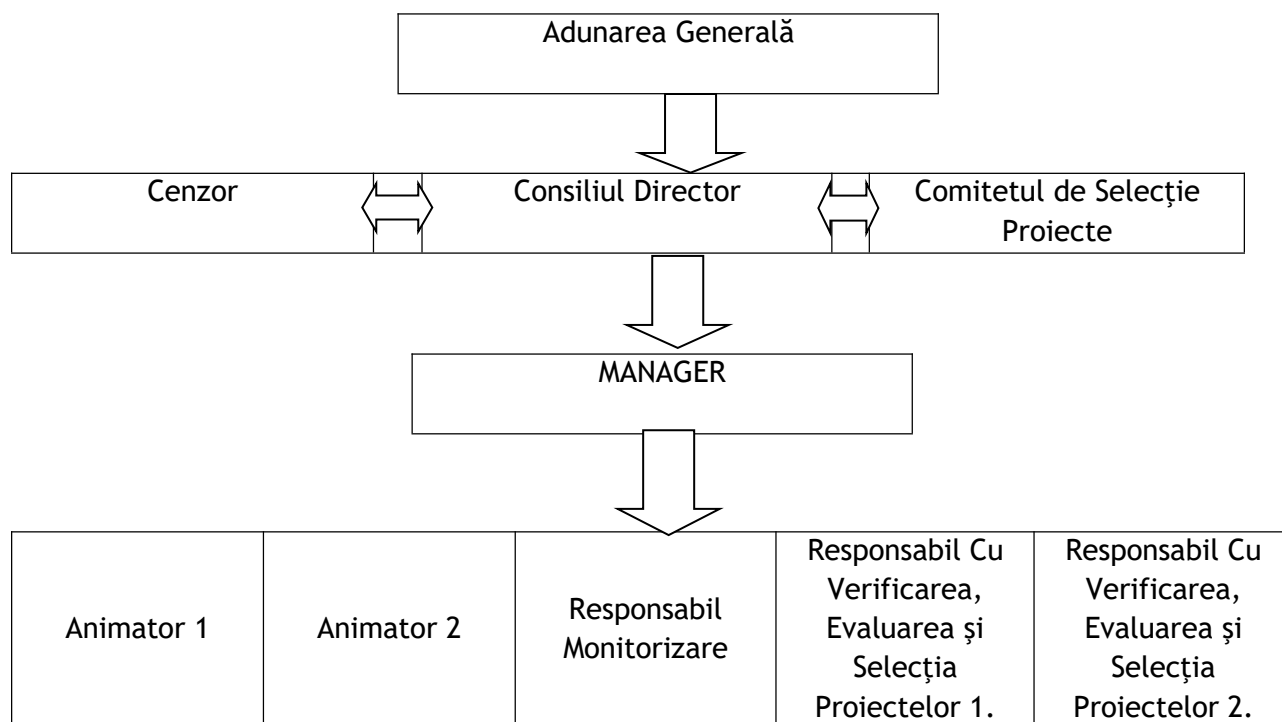 Adunarea Generală
Cenzor
Consiliul Director
Comitetul de Selecţie
Proiecte
MANAGER
Animator 1
Animator 2
Responsabil
Monitorizare
Responsabil Cu
Verificarea,
Evaluarea şi
Selecţia
Proiectelor 1.
Responsabil Cu
Verificarea,
Evaluarea şi
Selecţia
Proiectelor 2.